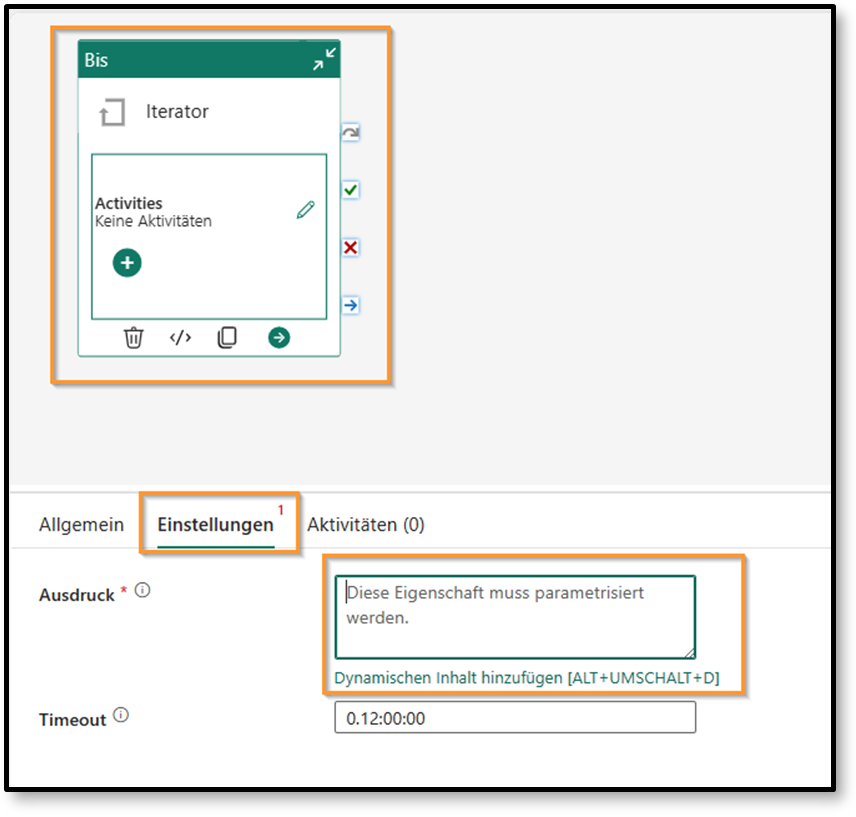 Bis
Iterator
Activities
Keine Aktivitäten
Allgemein
Einstellungen 1
Aktivitäten (0)
Ausdruck *
Diese Eigenschaft muss parametrisiert
werden.
Dynamischen Inhalt hinzufügen [ALT+UMSCHALT+D]
Timeout
0.12:00:00